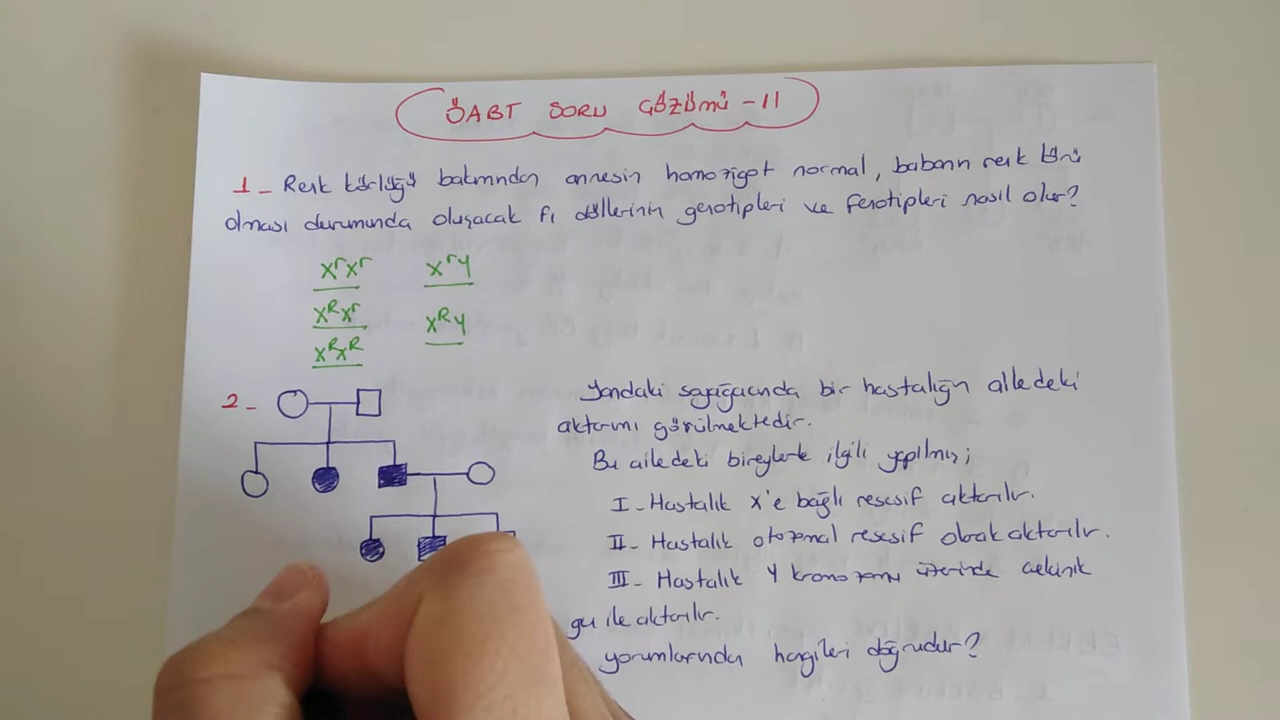 ÖABT SORU ÇÖZÜMÜ - 11
1 - Renk körlüğü bakımından annesin homozigot normal, babanın renk körü
olması durumunda oluşacak F1 döllerinin genotipleri ve fenotipleri nasıl olur?
XrXr XrY
XRXr XRY
XRXR
2 - Yandaki soyağacında bir hastalığın ailedeki
aktarımı görülmektedir.
Bu ailedeki bireylerle ilgili yapılmış;
I - Hastalık X'e bağlı resesif aktarılır.
II - Hastalık otozomal resesif olarak aktarılır.
III - Hastalık Y kromozomu üzerinde çekinik
gen ile aktarılır.
yorumlarında hangileri doğrudur?